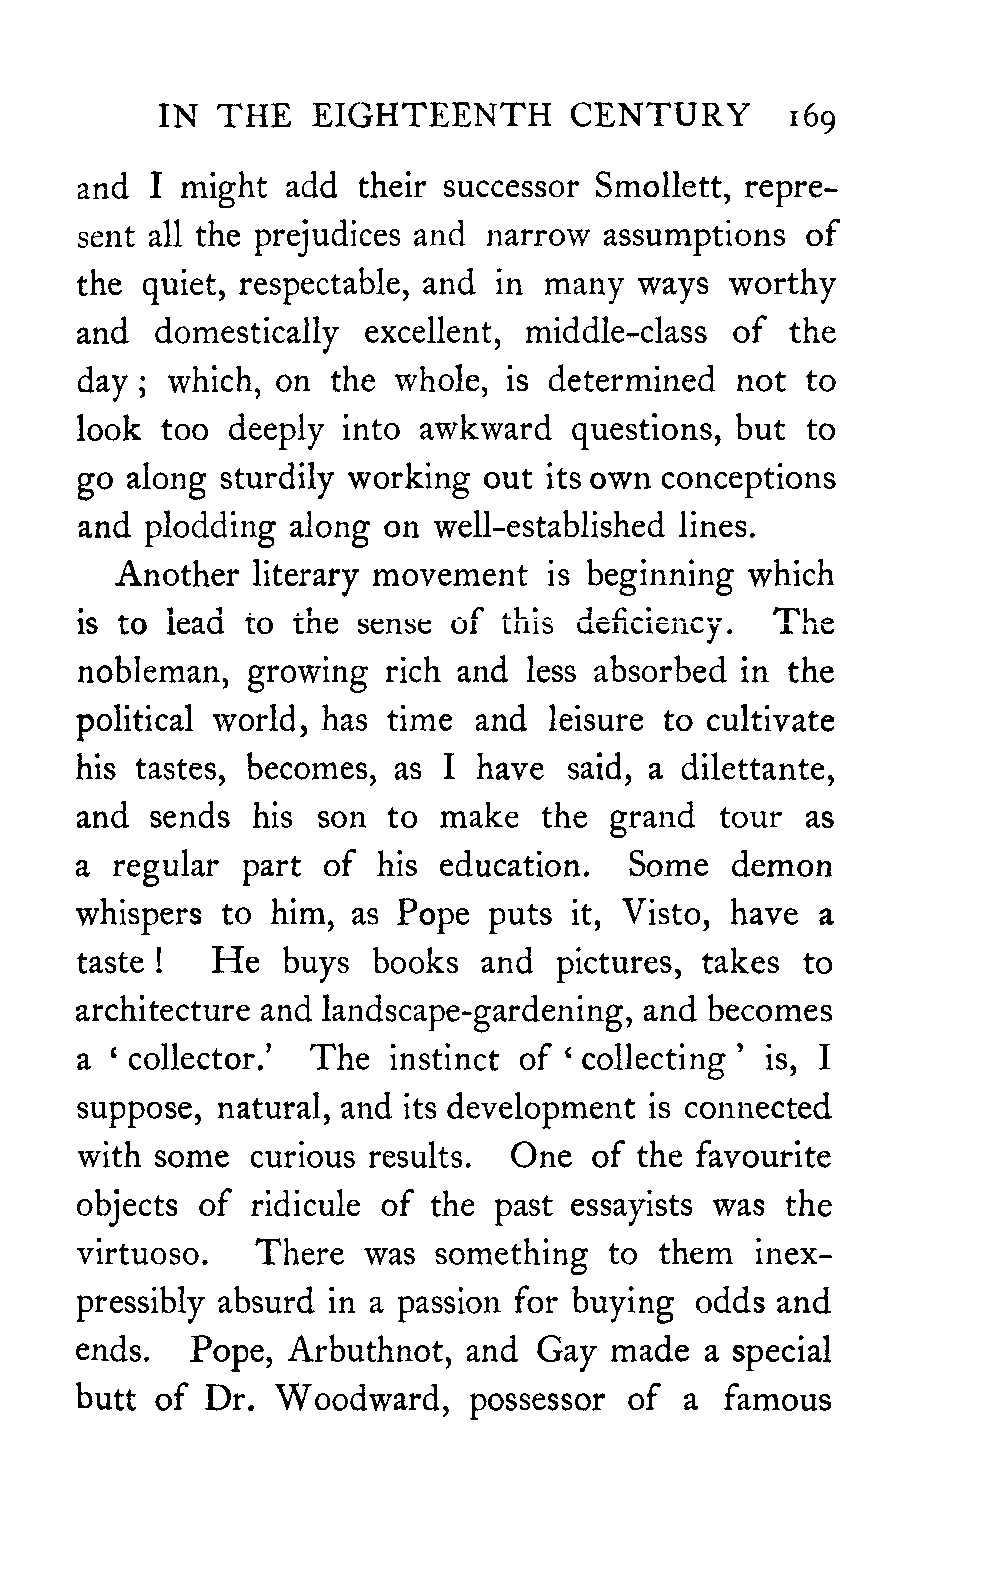 IN THE EIGHTEENTH CENTURY 169
and I might add their successor Smollett, repre-
sent all the prejudices and narrow assumptions of
the quiet, respectable, and in many ways worthy
and domestically excellent, middle-class of the
day ; which, on the whole, is determined not to
look too deeply into awkward questions, but to
go along sturdily working out its own conceptions
and plodding along on well-established lines.
Another literary movement is beginning which
is to lead to the sense of this deficiency. The
nobleman, growing rich and less absorbed in the
political world, has time and leisure to cultivate
his tastes, becomes, as I have said, a dilettante,
and sends his son to make the grand tour as
a regular part of his education. Some demon
whispers to him, as Pope puts it, Visto, have a
taste ! He buys books and pictures, takes to
architecture and landscape-gardening, and becomes
a ‘ collector.’ The instinct of ‘ collecting ’ is, I
suppose, natural, and its development is connected
with some curious results. One of the favourite
objects of ridicule of the past essayists was the
virtuoso. There was something to them inex-
pressibly absurd in a passion for buying odds and
ends. Pope, Arbuthnot, and Gay made a special
butt of Dr. Woodward, possessor of a famous